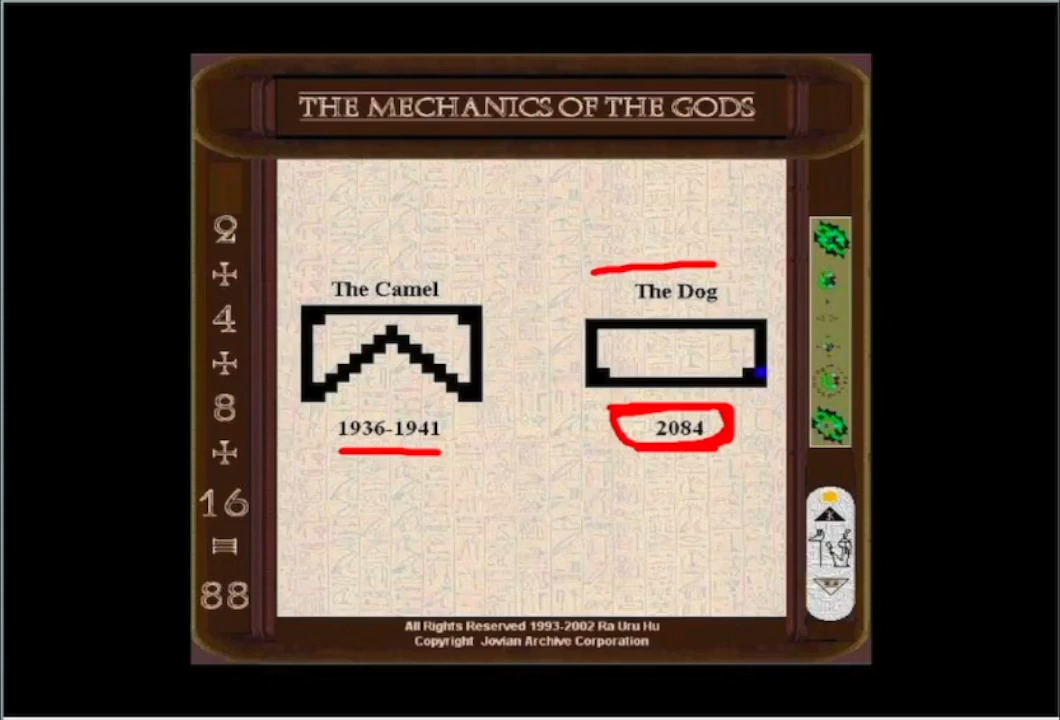 THE MECHANICS OF THE GODS
2
4
8
16
88
The Camel
1936-1941
The Dog
2084
All Rights Reserved 1993-2002 Ra Uru Hu
Copyright Jovian Archive Corporation